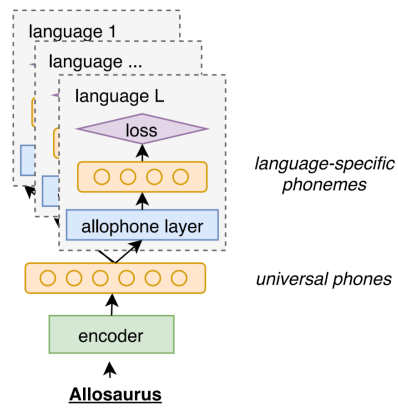 language 1
language ...
language L
loss
language-specific
phonemes
allophone layer
universal phones
encoder
Allosaurus